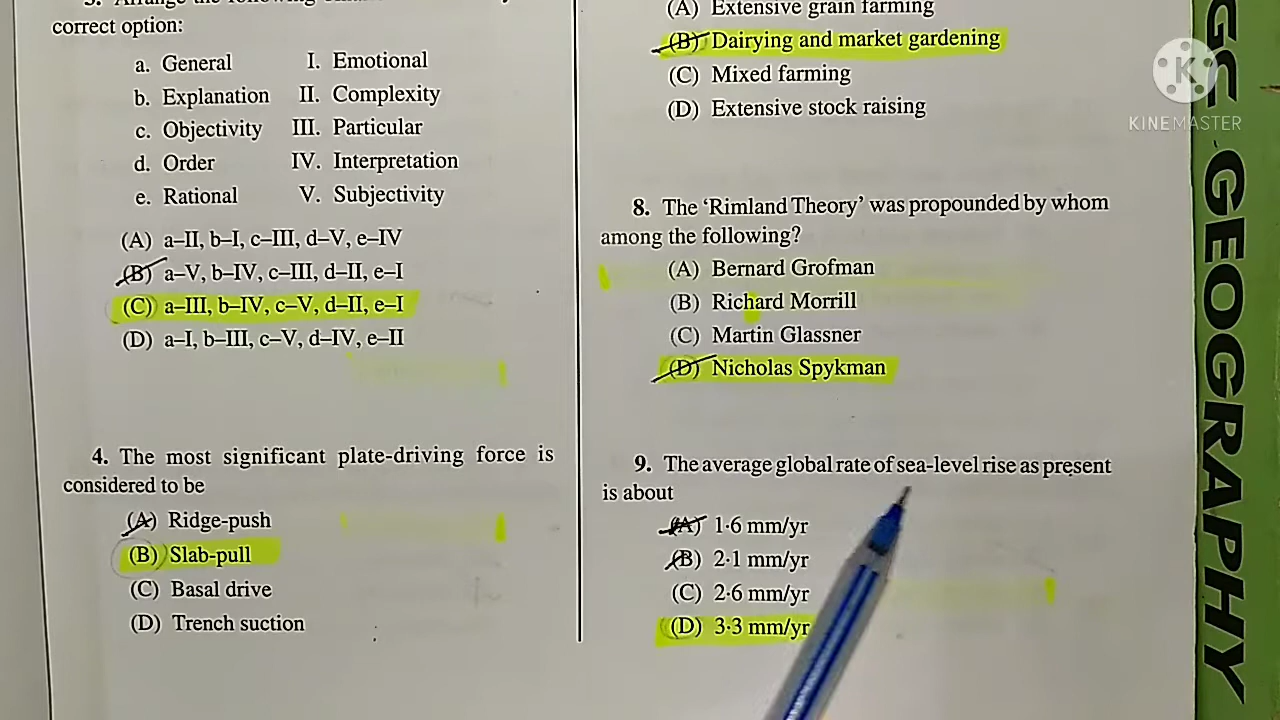 correct option:
a. General I. Emotional
b. Explanation II. Complexity
c. Objectivity III. Particular
d. Order IV. Interpretation
e. Rational V. Subjectivity
(A) a–II, b–I, c–III, d–V, e–IV
(B) a–V, b–IV, c–III, d–II, e–I
(C) a–III, b–IV, c–V, d–II, e–I
(D) a–I, b–III, c–V, d–IV, e–II
4. The most significant plate-driving force is
considered to be
(A) Ridge-push
(B) Slab-pull
(C) Basal drive
(D) Trench suction
(A) Extensive grain farming
(B) Dairying and market gardening
(C) Mixed farming
(D) Extensive stock raising
8. The ‘Rimland Theory’ was propounded by whom
among the following?
(A) Bernard Grofman
(B) Richard Morrill
(C) Martin Glassner
(D) Nicholas Spykman
9. The average global rate of sea-level rise as present
is about
(A) 1·6 mm/yr
(B) 2·1 mm/yr
(C) 2·6 mm/yr
(D) 3·3 mm/yr
K
KINEMASTER
GC GEOGRAPHY